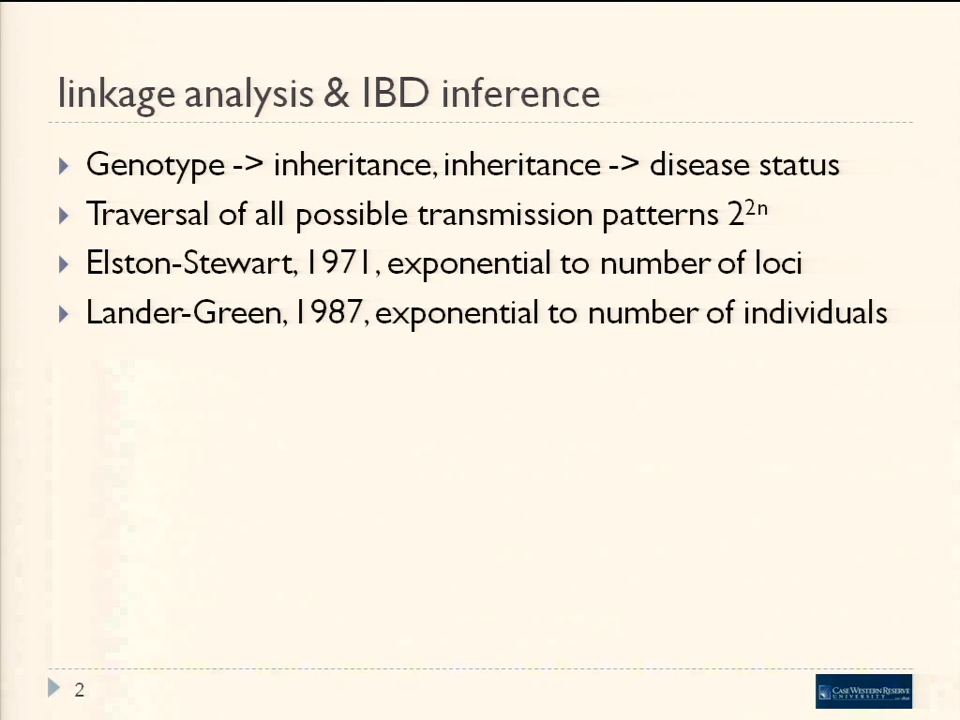 linkage analysis & IBD inference
Genotype -> inheritance, inheritance -> disease status
Traversal of all possible transmission patterns 2²ⁿ
Elston-Stewart, 1971, exponential to number of loci
Lander-Green, 1987, exponential to number of individuals
2
CASE WESTERN RESERVE
UNIVERSITY